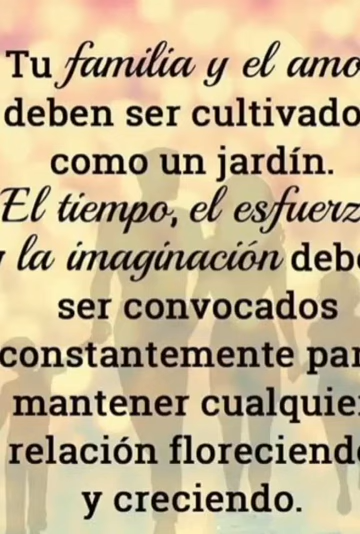 Tu familia y el amo
deben ser cultivado
como un jardín.
El tiempo, el esfuerz
y la imaginación debe
ser convocados
constantemente par
mantener cualquie
relación floreciend
y creciendo.